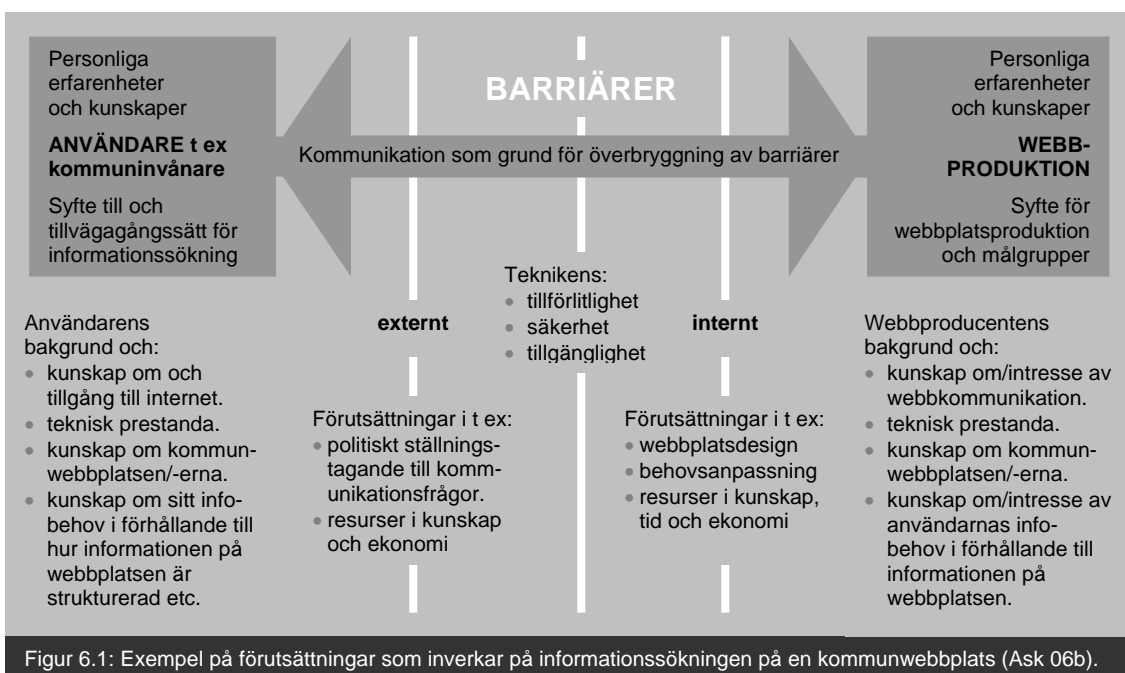 Personliga
erfarenheter
och kunskaper
ANVÄNDARE t ex
kommuninvånare
Syfte till och
tillvägagångssätt för
informationssökning
BARRIÄRER
Kommunikation som grund för överbryggning av barriärer
Personliga
erfarenheter
och kunskaper
WEBB-
PRODUKTION
Syfte för
webbplatsproduktion
och målgrupper
Användarens
bakgrund och:
• kunskap om och
tillgång till internet.
• teknisk prestanda.
• kunskap om kommun-
webbplatsen/-erna.
• kunskap om sitt info-
behov i förhållande till
hur informationen på
webbplatsen är
strukturerad etc.
externt
Förutsättningar i t ex:
• politiskt ställnings-
tagande till komm-
unikationsfrågor.
• resurser i kunskap
och ekonomi
Teknikens:
• tillförlitlighet
• säkerhet
• tillgänglighet
internt
Förutsättningar i t ex:
• webbplatsdesign
• behovsanpassning
• resurser i kunskap,
tid och ekonomi
Webbproducentens
bakgrund och:
• kunskap om/intresse av
webbkommunikation.
• teknisk prestanda.
• kunskap om kommun-
webbplatsen/-erna.
• kunskap om/intresse av
användarnas info-
behov i förhållande till
informationen på
webbplatsen.
Figur 6.1: Exempel på förutsättningar som inverkar på informationssökningen på en kommunwebbplats (Ask 06b).